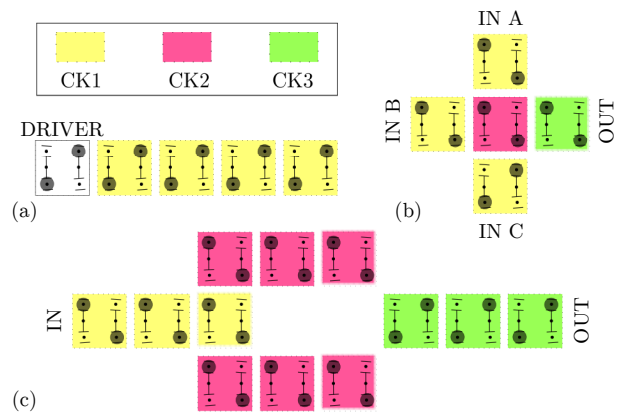 CK1 CK2 CK3
DRIVER
(a)
IN A
IN B
OUT
IN C
(b)
IN
OUT
(c)